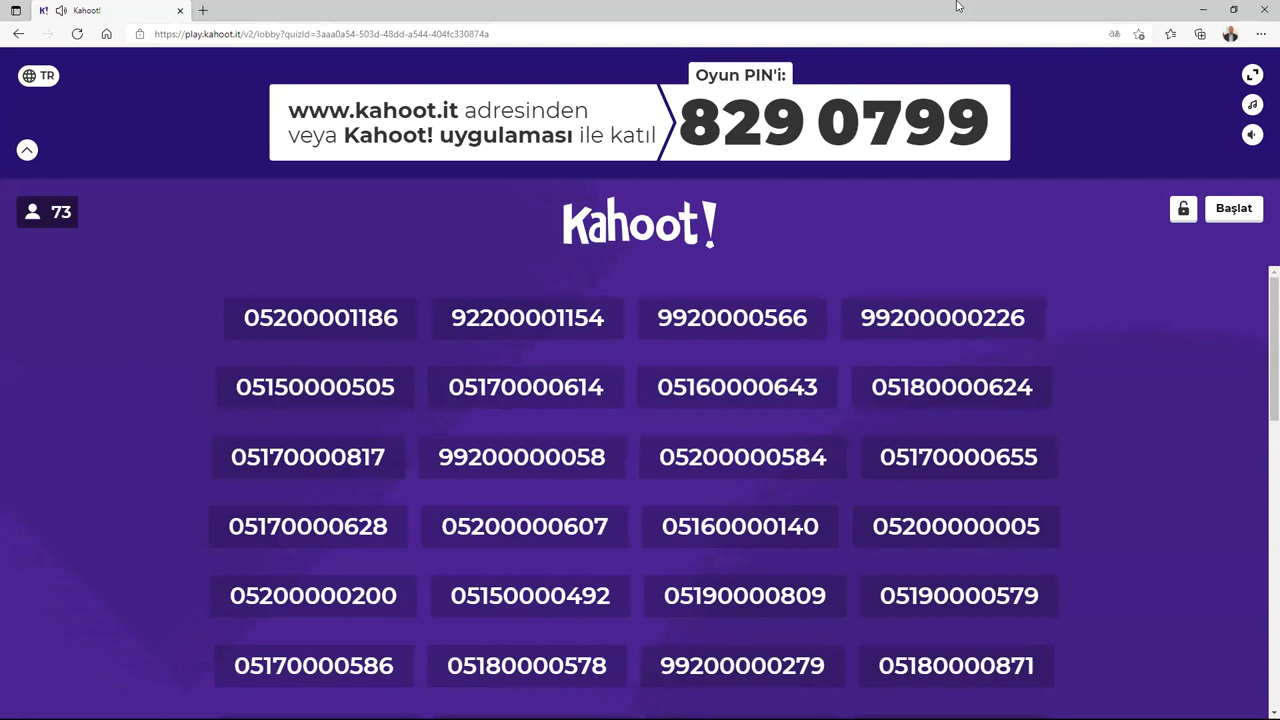 Kahoot!
https://play.kahoot.it/v2/lobby?quizId=3aaa0a54-503d-48dd-a544-404fc330874a
TR
www.kahoot.it adresinden
veya Kahoot! uygulaması ile katıl
Oyun PIN'i:
829 0799
73
Kahoot!
Başlat
05200001186 92200001154 9920000566 99200000226
05150000505 05170000614 05160000643 05180000624
05170000817 99200000058 05200000584 05170000655
05170000628 05200000607 05160000140 05200000005
05200000200 05150000492 05190000809 05190000579
05170000586 05180000578 99200000279 05180000871